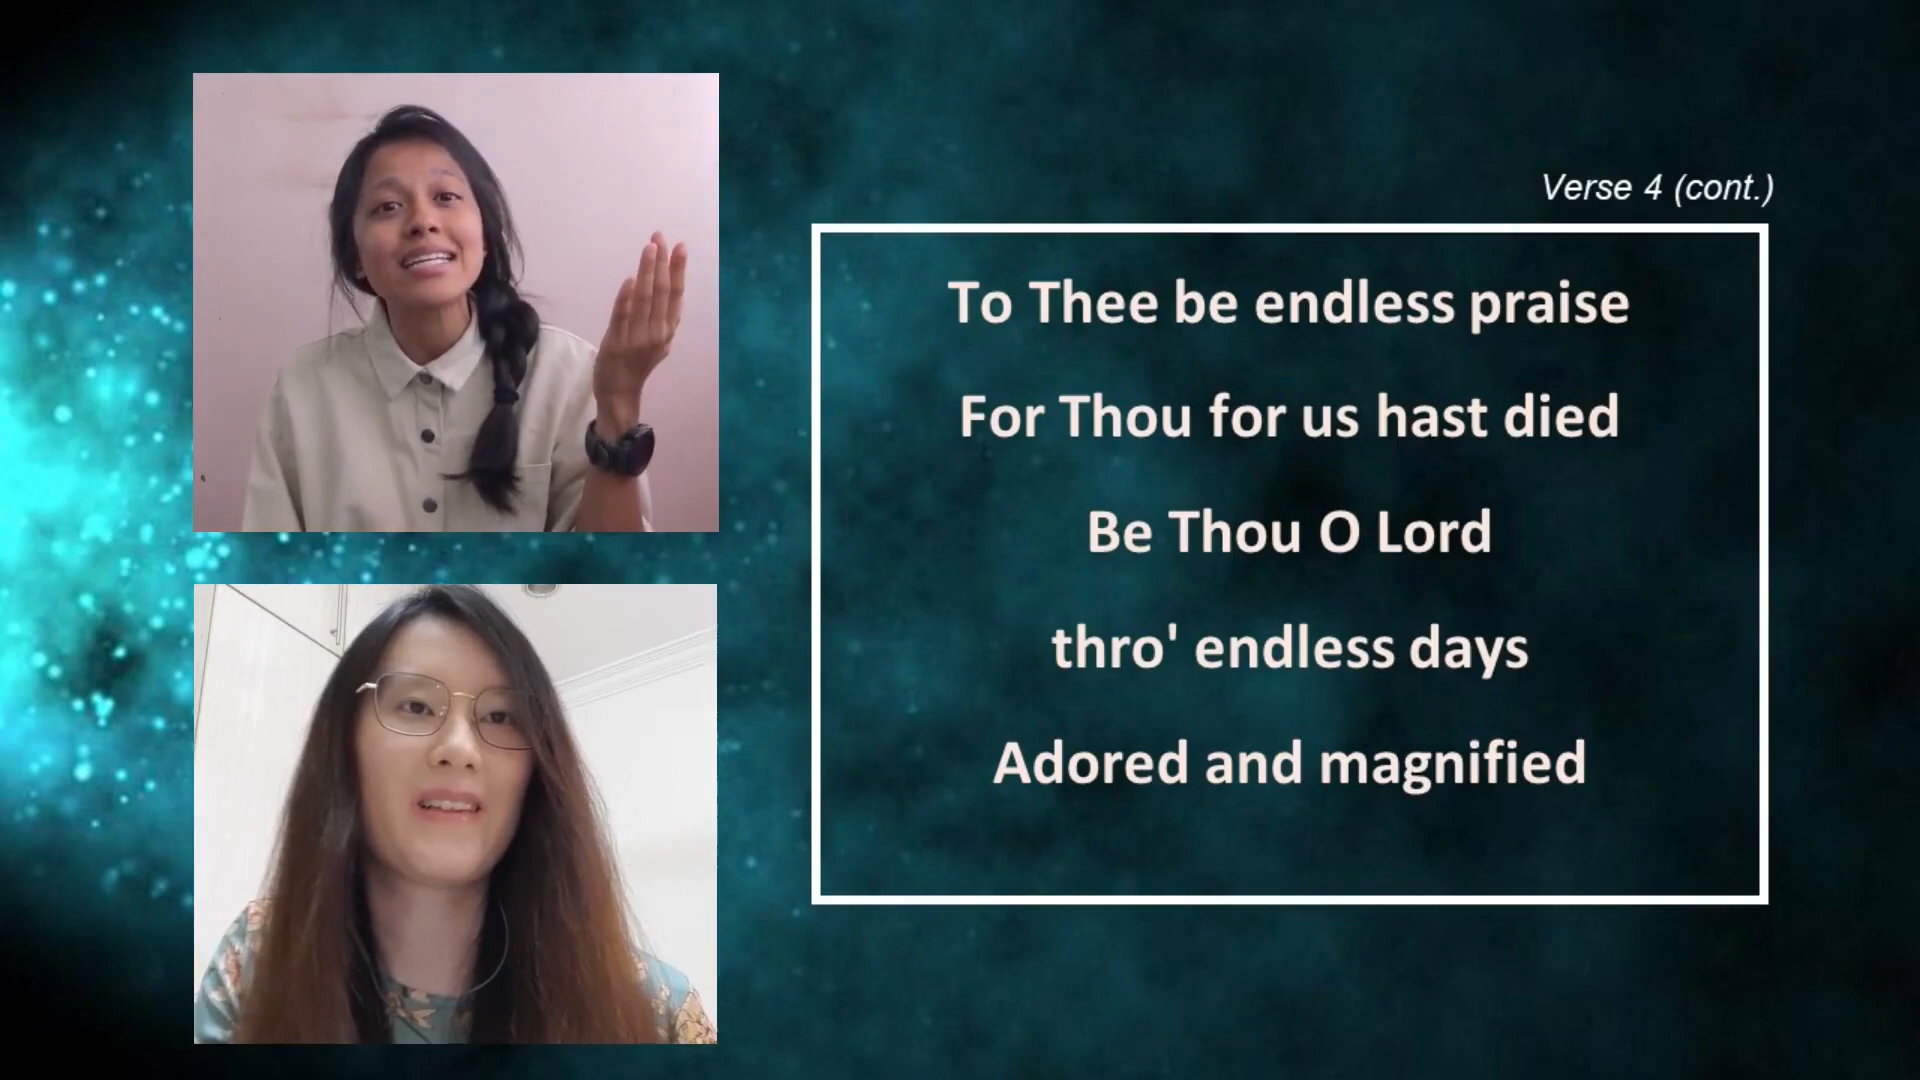 Verse 4 (cont.)
To Thee be endless praise
For Thou for us hast died
Be Thou O Lord
thro' endless days
Adored and magnified